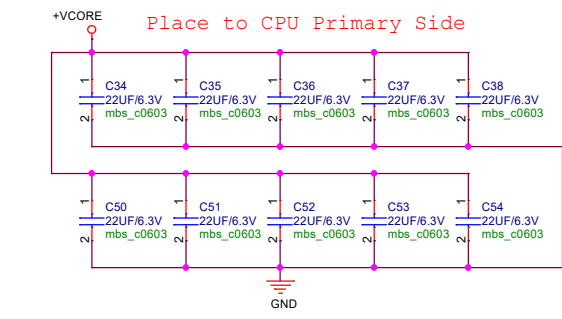 +VCORE
Place to CPU Primary Side
1 C34 22UF/6.3V mbs_c0603 2
1 C35 22UF/6.3V mbs_c0603 2
1 C36 22UF/6.3V mbs_c0603 2
1 C37 22UF/6.3V mbs_c0603 2
1 C38 22UF/6.3V mbs_c0603 2
1 C50 22UF/6.3V mbs_c0603 2
1 C51 22UF/6.3V mbs_c0603 2
1 C52 22UF/6.3V mbs_c0603 2
1 C53 22UF/6.3V mbs_c0603 2
1 C54 22UF/6.3V mbs_c0603 2
GND